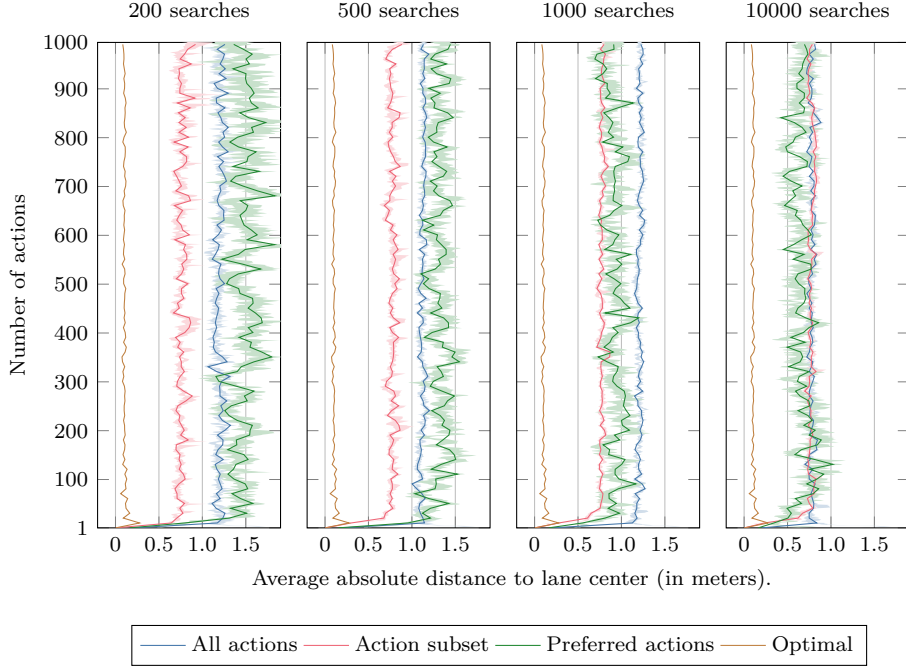 200 searches 500 searches 1000 searches 10000 searches
Number of actions
1000
900
800
700
600
500
400
300
200
100
1
0 0.5 1.0 1.5 0 0.5 1.0 1.5 0 0.5 1.0 1.5 0 0.5 1.0 1.5
Average absolute distance to lane center (in meters).
All actions Action subset Preferred actions Optimal